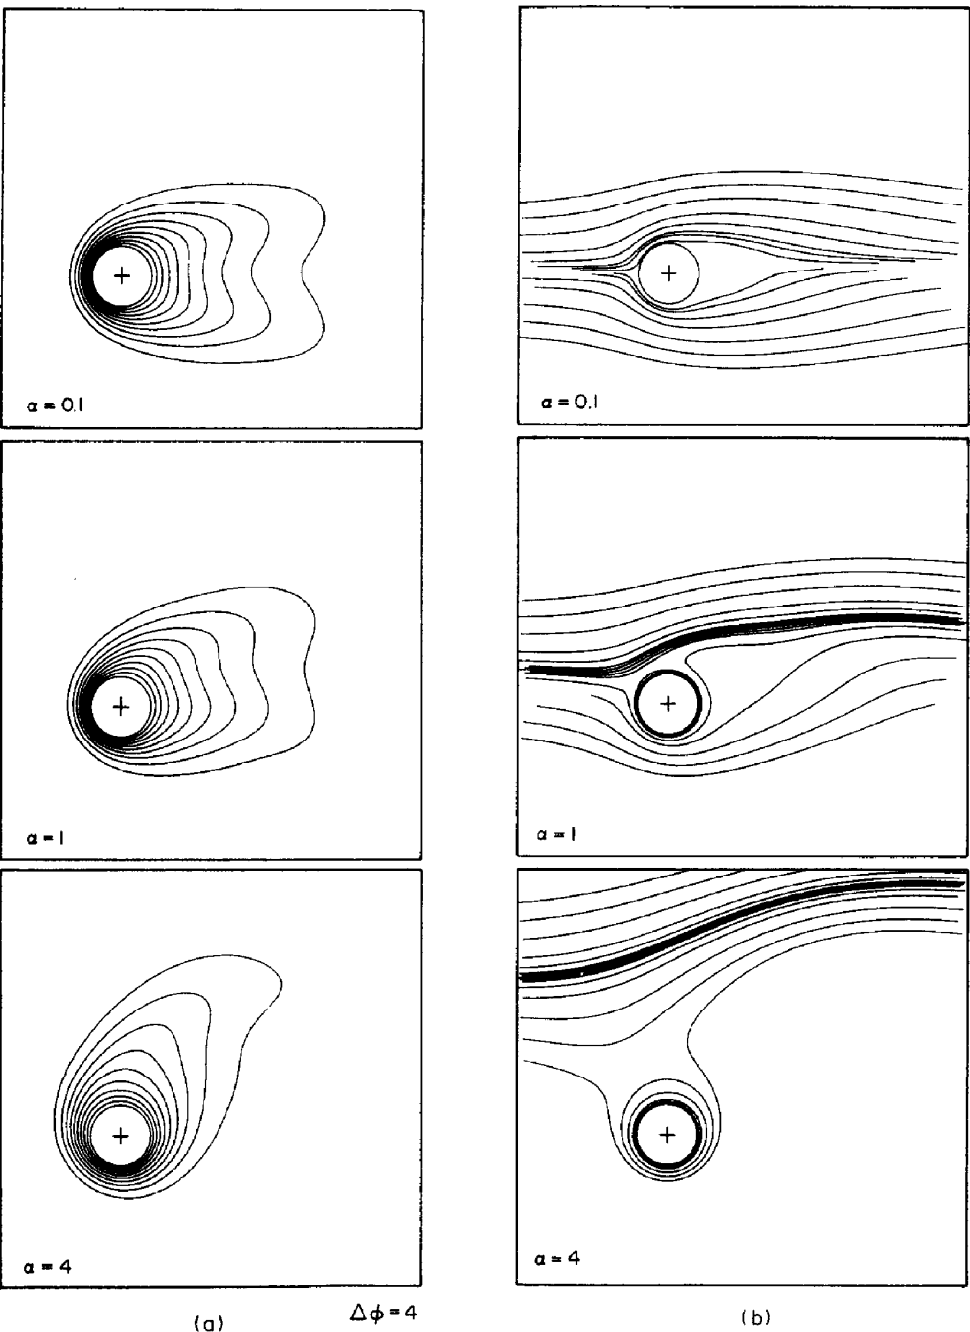 α = 0.1
α = 0.1
α = 1
α = 1
α = 4
α = 4
Δϕ = 4
(a)
(b)